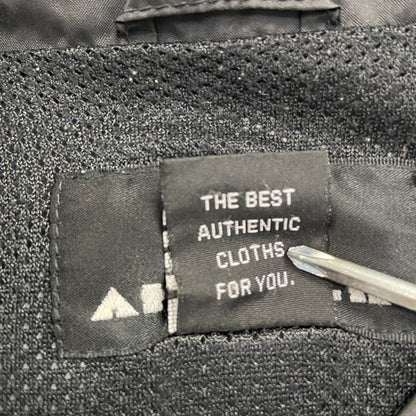 THE BEST
AUTHENTIC
CLOTHS
FOR YOU.